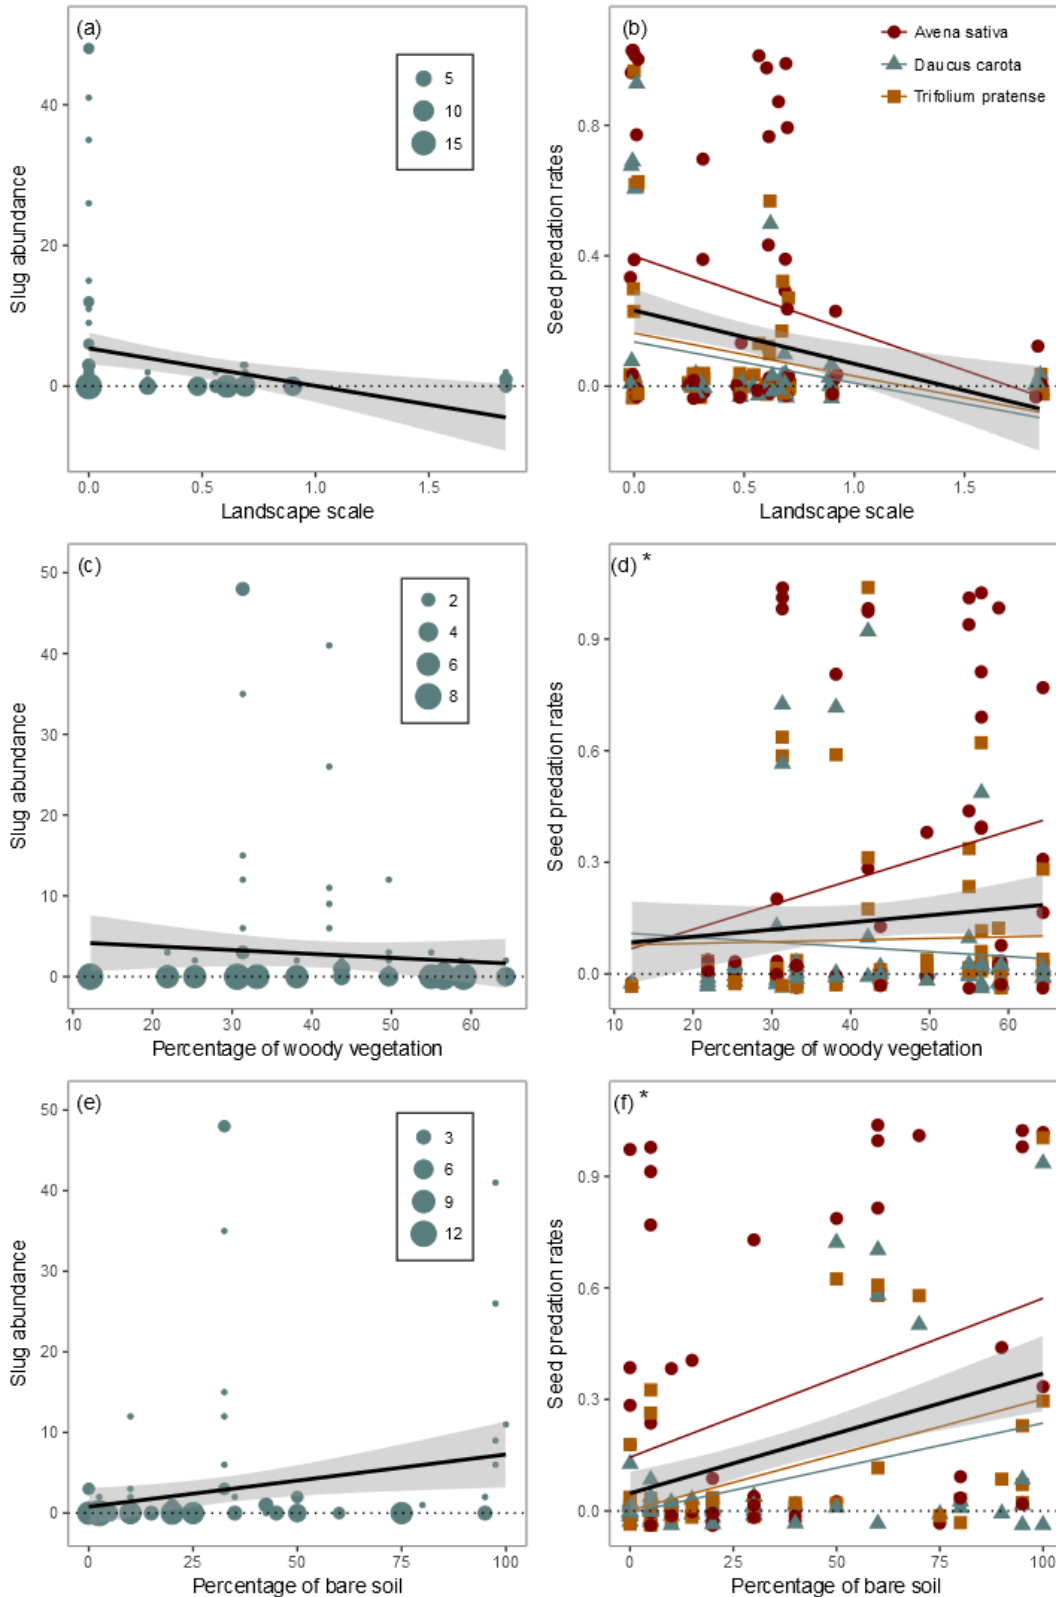 (a)
5
10
15
40
20
0
Slug abundance
0.0 0.5 1.0 1.5
Landscape scale
(b)
Avena sativa
Daucus carota
Trifolium pratense
0.8
0.4
0.0
Seed predation rates
0.0 0.5 1.0 1.5
Landscape scale
(c)
2
4
6
8
50
40
30
20
10
0
Slug abundance
10 20 30 40 50 60
Percentage of woody vegetation
(d) *
0.9
0.6
0.3
0.0
Seed predation rates
10 20 30 40 50 60
Percentage of woody vegetation
(e)
3
6
9
12
50
40
30
20
10
0
Slug abundance
0 25 50 75 100
Percentage of bare soil
(f) *
0.9
0.6
0.3
0.0
Seed predation rates
0 25 50 75 100
Percentage of bare soil